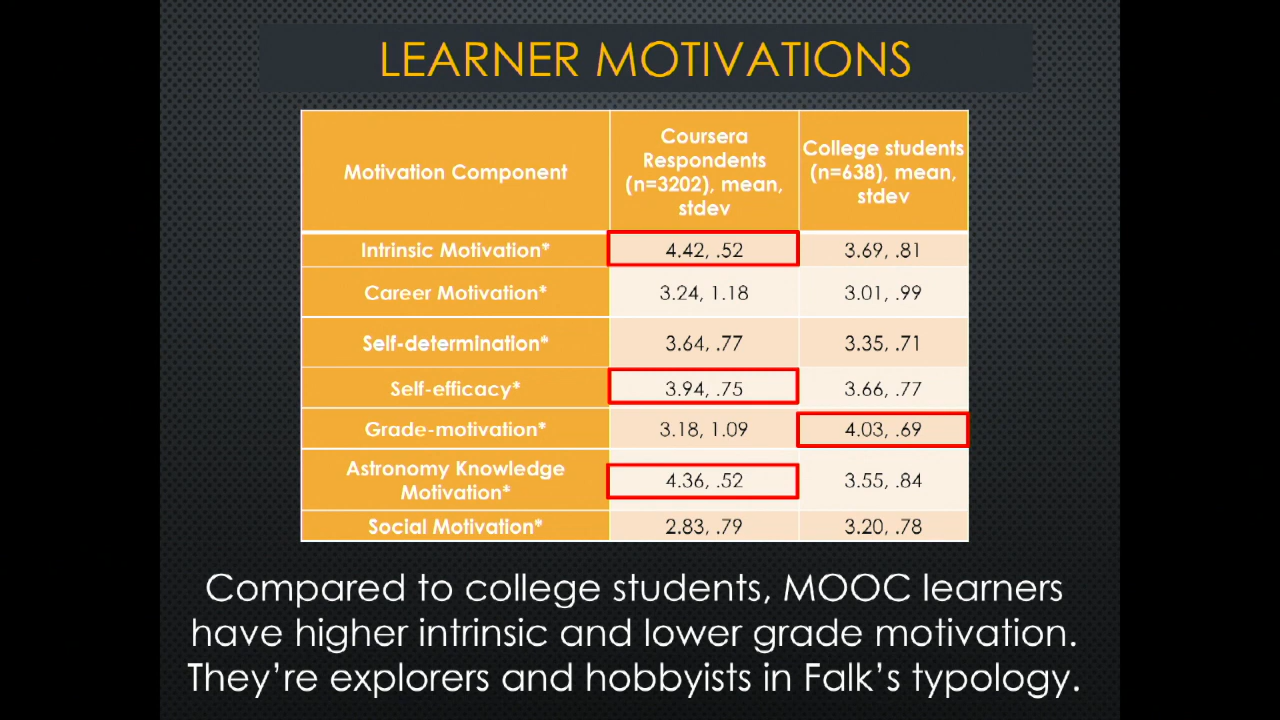 LEARNER MOTIVATIONS
Motivation Component
Coursera
Respondents
(n=3202), mean,
stdev
College students
(n=638), mean,
stdev
Intrinsic Motivation* 4.42, .52 3.69, .81
Career Motivation* 3.24, 1.18 3.01, .99
Self-determination* 3.64, .77 3.35, .71
Self-efficacy* 3.94, .75 3.66, .77
Grade-motivation* 3.18, 1.09 4.03, .69
Astronomy Knowledge
Motivation* 4.36, .52 3.55, .84
Social Motivation* 2.83, .79 3.20, .78
Compared to college students, MOOC learners
have higher intrinsic and lower grade motivation.
They're explorers and hobbyists in Falk's typology.